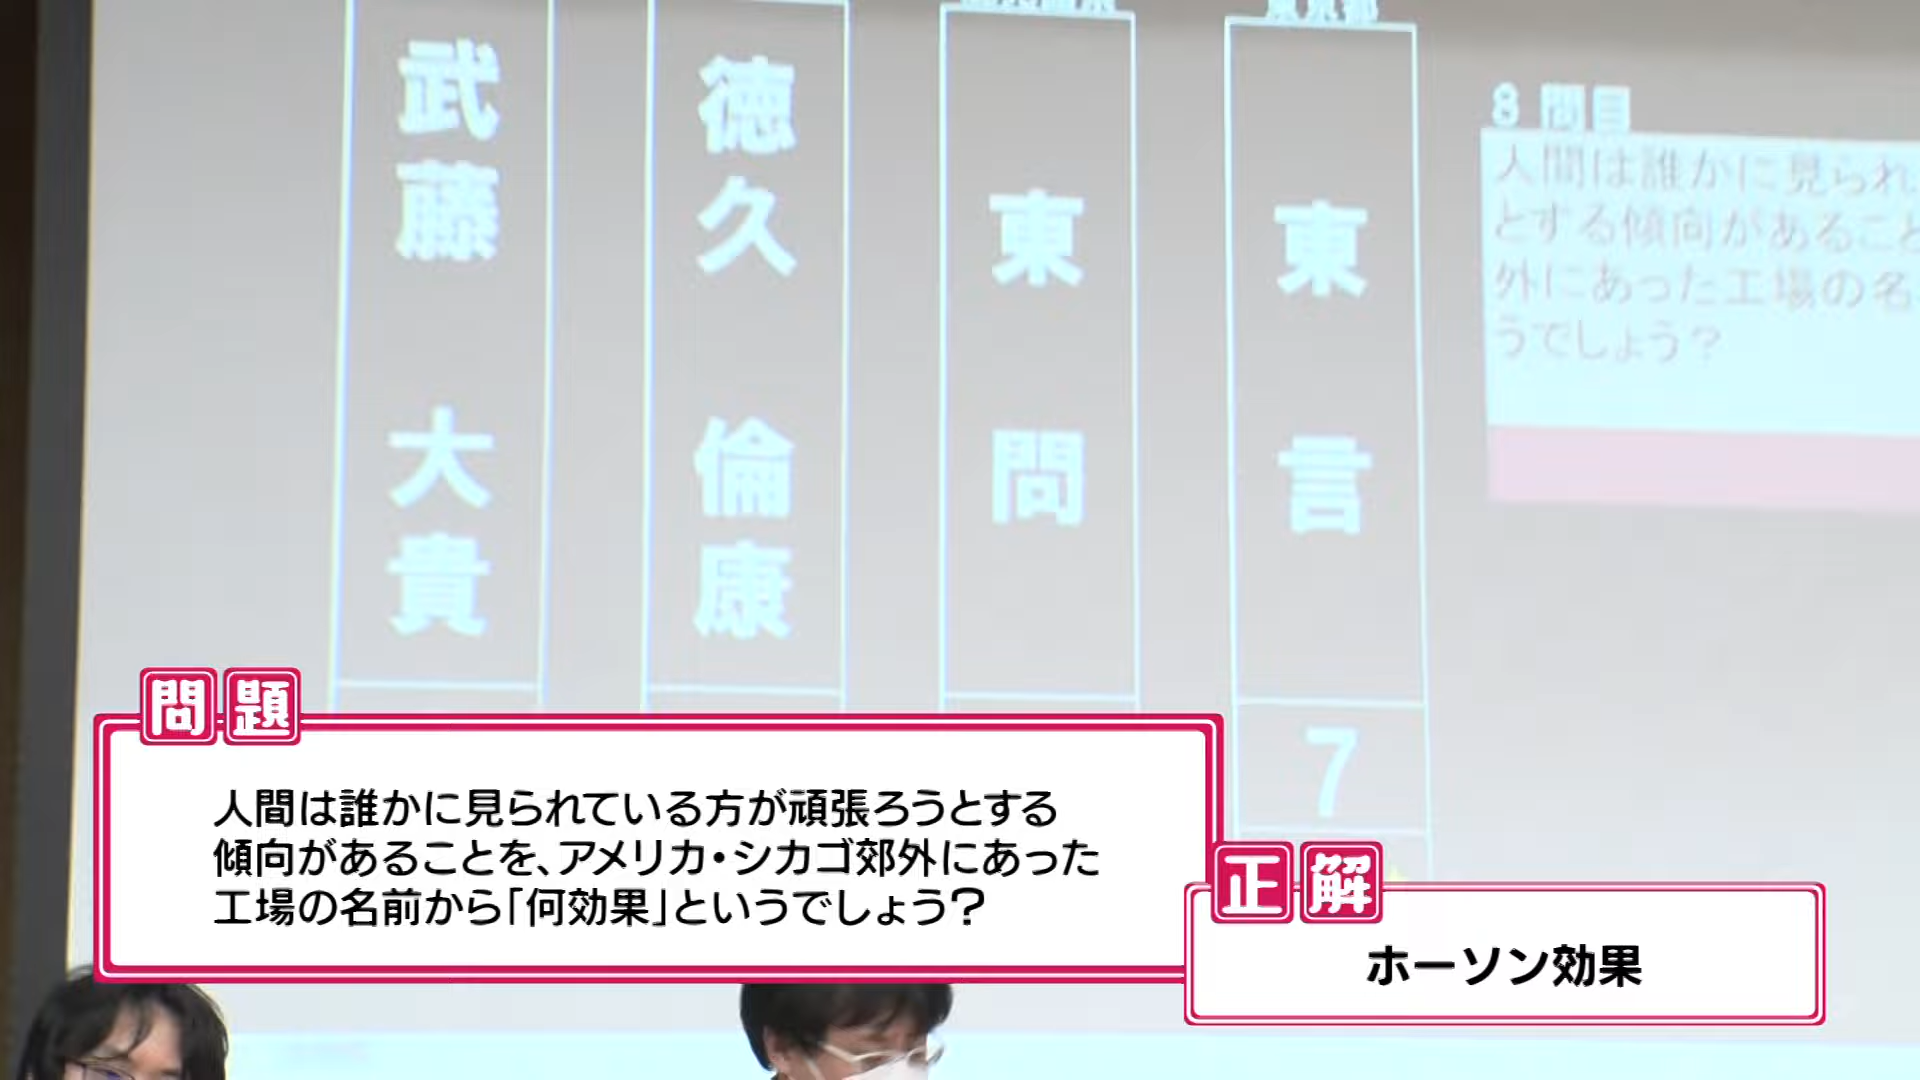 武藤 大貴
徳久 倫康
東 問
東京都
東 言
7
8 問目
人間は誰かに見られ
とする傾向があること
外にあった工場の名
うでしょう?
問題
人間は誰かに見られている方が頑張ろうとする
傾向があることを、アメリカ・シカゴ郊外にあった
工場の名前から「何効果」というでしょう?
正解
ホーソン効果